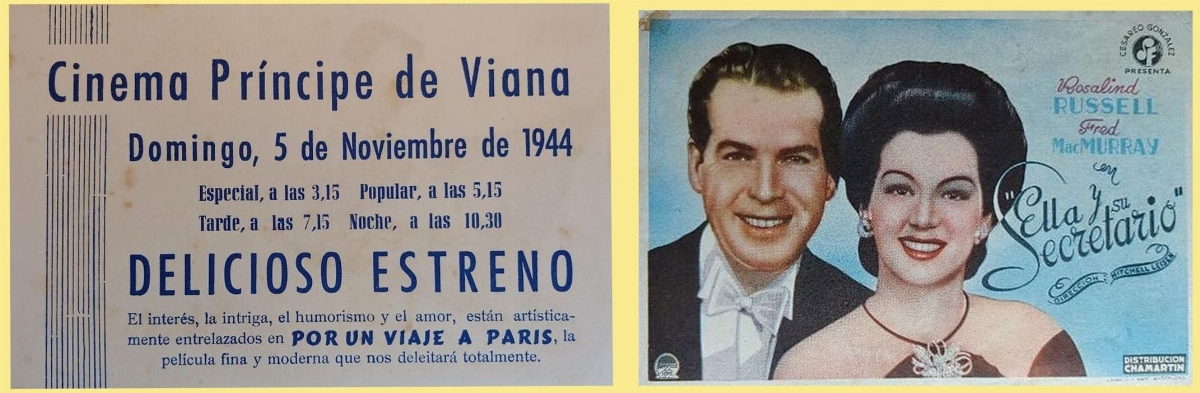 Cinema Príncipe de Viana
Domingo, 5 de Noviembre de 1944
Especial, a las 3,15 Popular, a las 5,15
Tarde, a las 7,15 Noche, a las 10,30
DELICIOSO ESTRENO
El interés, la intriga, el humorismo y el amor, están artística-
mente entrelazados en POR UN VIAJE A PARIS, la
película fina y moderna que nos deleitará totalmente.
CESAREO GONZALEZ
PRESENTA
Rosalind
RUSSELL
Fred
MacMURRAY
en
"Ella y su
Secretario"
DIRECCION: MITCHELL LEISEN
DISTRIBUCION
CHAMARTIN